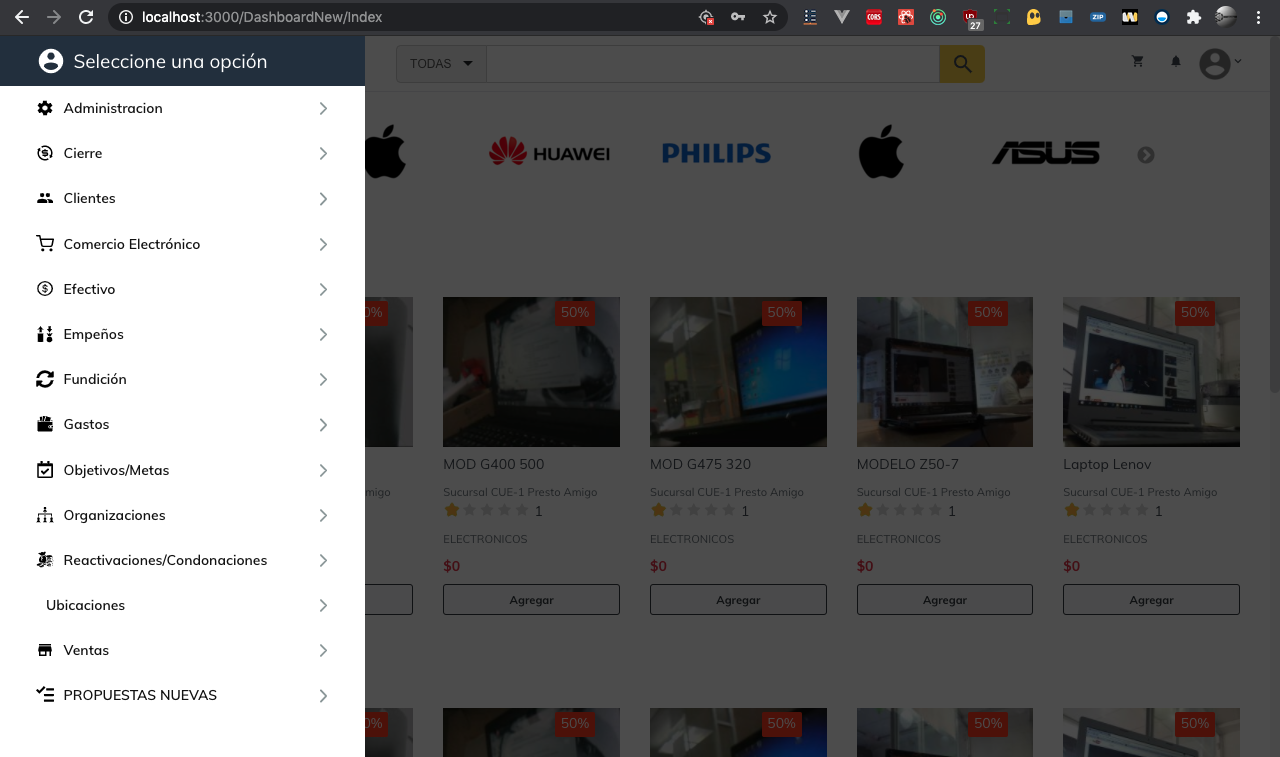 localhost:3000/DashboardNew/Index
CORS
27
ZIP
Seleccione una opción
TODAS
Administracion
Cierre
Clientes
Comercio Electrónico
Efectivo
Empeños
Fundición
Gastos
Objetivos/Metas
Organizaciones
Reactivaciones/Condonaciones
Ubicaciones
Ventas
PROPUESTAS NUEVAS
HUAWEI
PHILIPS
ASUS
0%
50%
50%
50%
50%
MOD G400 500
MOD G475 320
MODELO Z50-7
Laptop Lenov
migo
Sucursal CUE-1 Presto Amigo
Sucursal CUE-1 Presto Amigo
Sucursal CUE-1 Presto Amigo
Sucursal CUE-1 Presto Amigo
1
1
1
1
ELECTRONICOS
ELECTRONICOS
ELECTRONICOS
ELECTRONICOS
$0
$0
$0
$0
Agregar
Agregar
Agregar
Agregar
0%
50%
50%
50%
50%